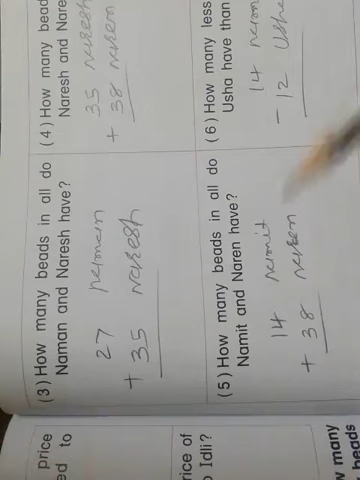 (3) How many beads in all do
Naman and Naresh have?
27 naman
+ 35 naresh
(4) How many bead
Naresh and Naren
35 naresh
+ 38 naren
(5) How many beads in all do
Namit and Naren have?
14 namit
+ 38 naren
(6) How many less
Usha have than
14
- 12 Usha
price
ed to
rice of
Idli?
w many
beads